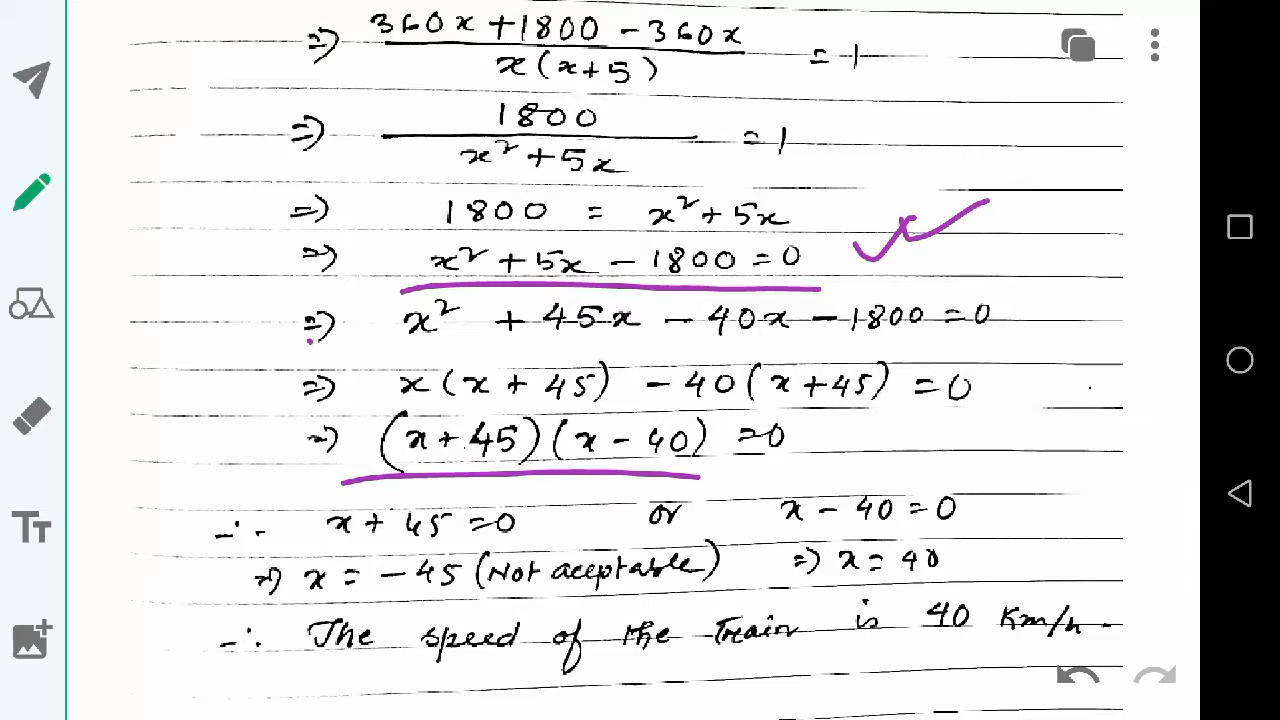 => 360x + 1800 - 360x / x(x+5) = 1
=> 1800 / x² + 5x = 1
=> 1800 = x² + 5x
=> x² + 5x - 1800 = 0
=> x² + 45x - 40x - 1800 = 0
=> x(x + 45) - 40(x + 45) = 0
=> (x + 45)(x - 40) = 0
∴ x + 45 = 0 or x - 40 = 0
=> x = -45 (Not aceptable) => x = 40
∴ The speed of the Train is 40 Km/h.
TT